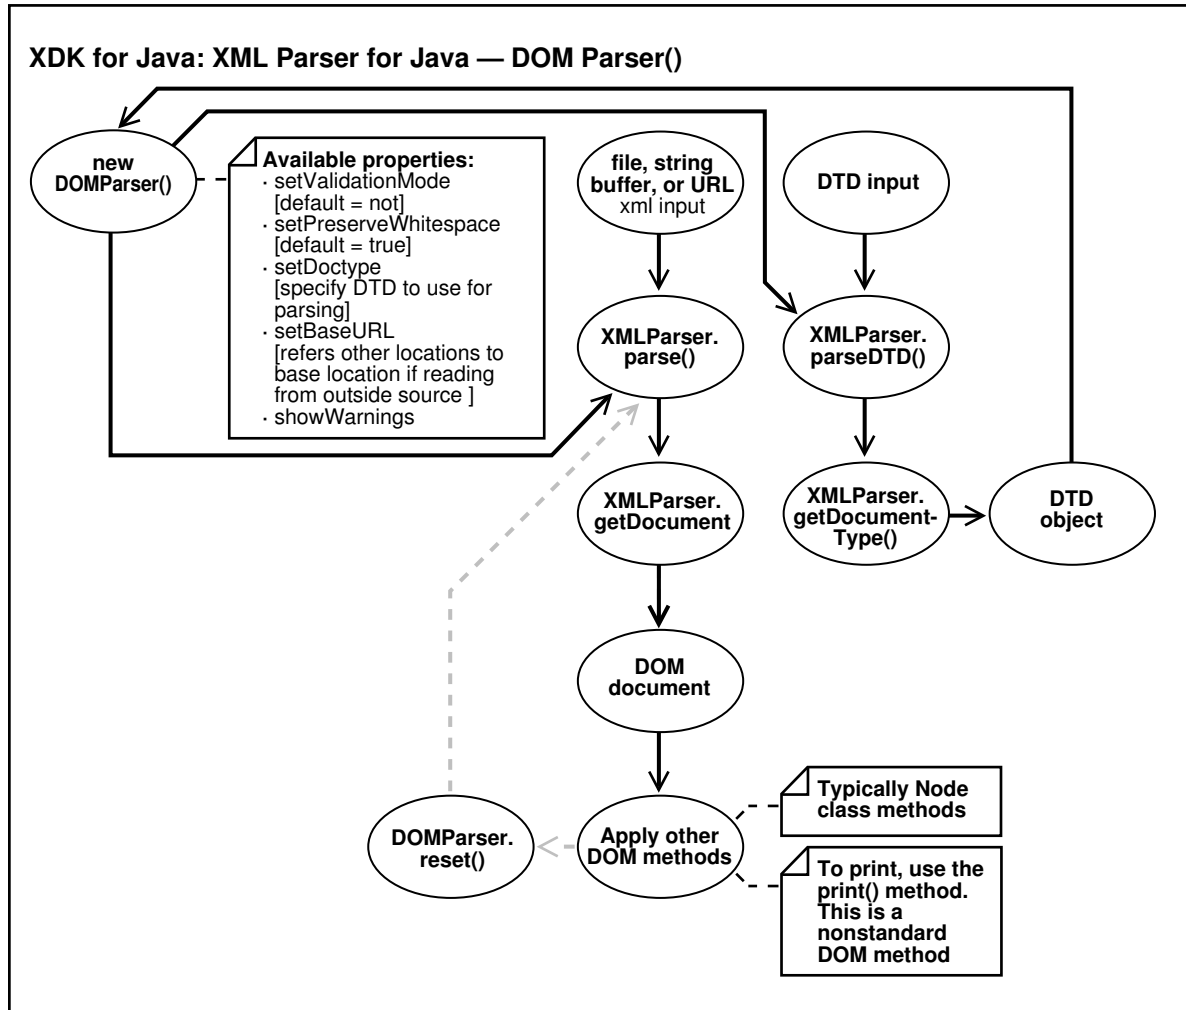 XDK for Java: XML Parser for Java — DOM Parser()
new
DOMParser()
Available properties:
· setValidationMode
[default = not]
· setPreserveWhitespace
[default = true]
· setDoctype
[specify DTD to use for
parsing]
· setBaseURL
[refers other locations to
base location if reading
from outside source ]
· showWarnings
file, string
buffer, or URL
xml input
DTD input
XMLParser.
parse()
XMLParser.
parseDTD()
XMLParser.
getDocument
XMLParser.
getDocument-
Type()
DTD
object
DOM
document
DOMParser.
reset()
Apply other
DOM methods
Typically Node
class methods
To print, use the
print() method.
This is a
nonstandard
DOM method